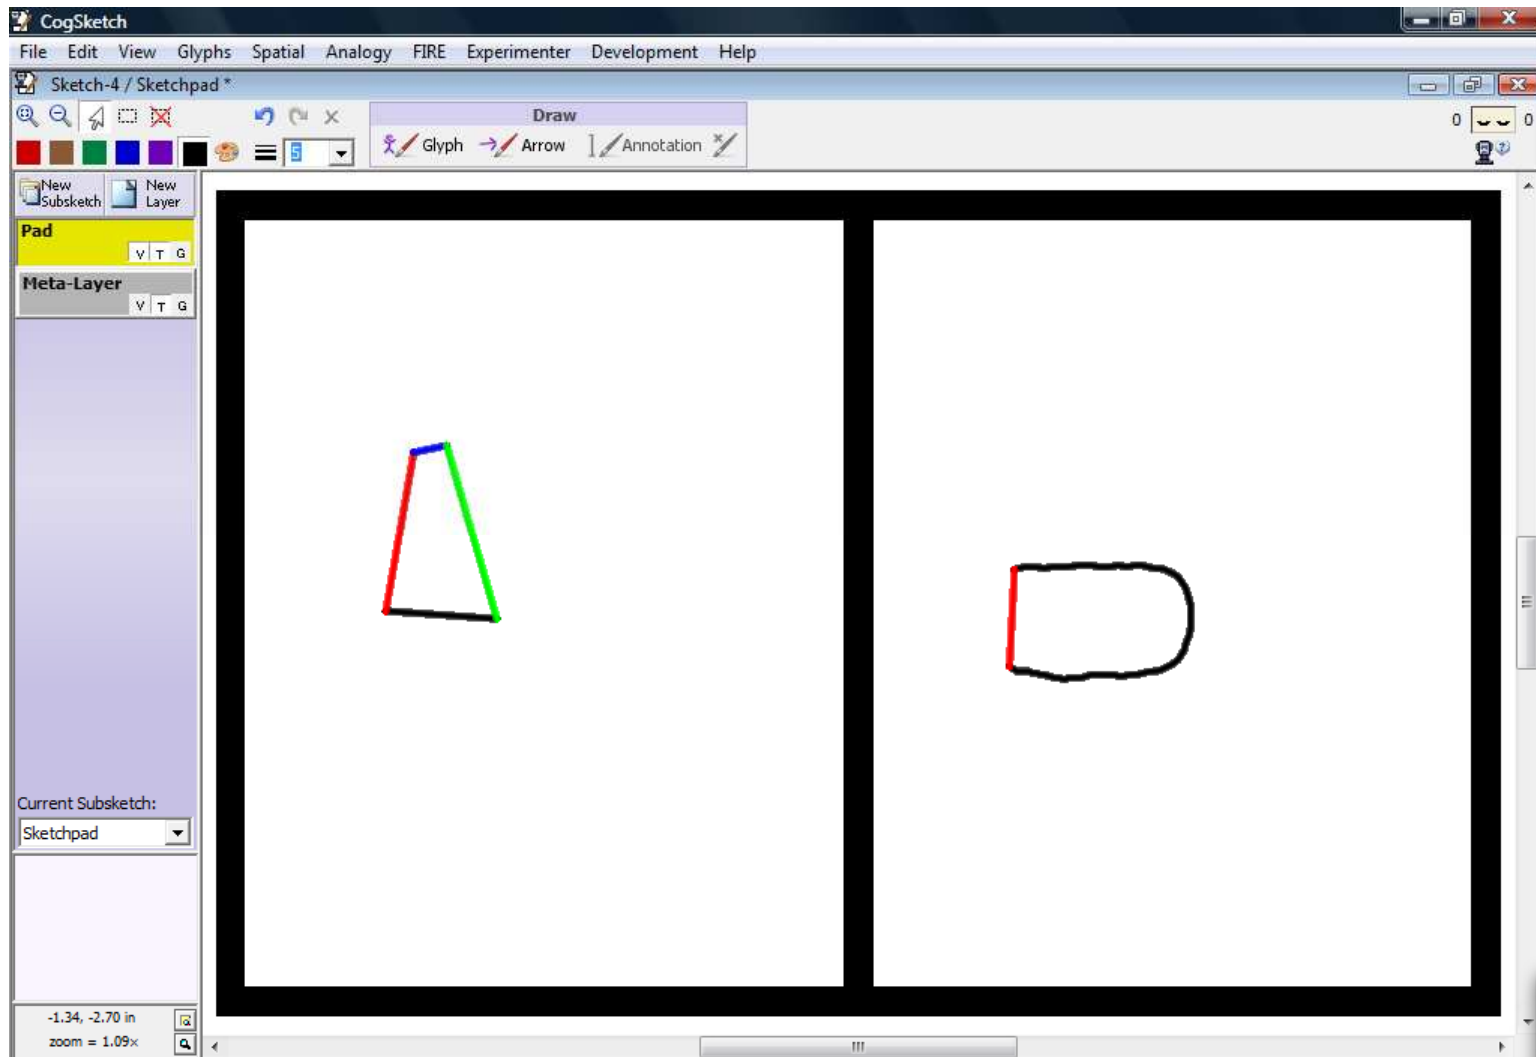 CogSketch
File Edit View Glyphs Spatial Analogy FIRE Experimenter Development Help
Sketch-4 / Sketchpad *
Draw
0 0
5 Glyph Arrow Annotation
New Subsketch New Layer
Pad
V T G
Meta-Layer
V T G
Current Subsketch:
Sketchpad
-1.34, -2.70 in
zoom = 1.09×